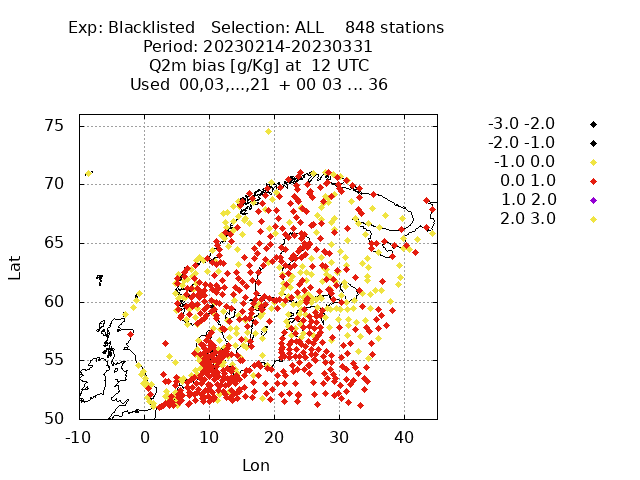 Exp: Blacklisted   Selection: ALL    848 stations
Period: 20230214-20230331
Q2m bias [g/Kg] at  12 UTC
Used  00,03,...,21  + 00 03 ... 36
75
70
65
60
55
50
-10 0 10 20 30 40
Lat
Lon
-3.0 -2.0
-2.0 -1.0
-1.0 0.0
0.0 1.0
1.0 2.0
2.0 3.0